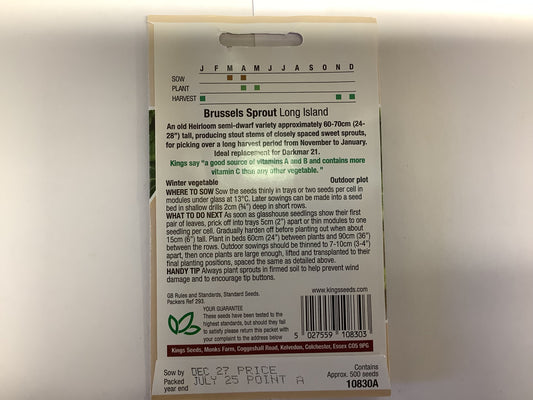 J F M A M J J A S O N D
SOW
PLANT
HARVEST
Brussels Sprout Long Island
An old Heirloom semi-dwarf variety approximately 60-70cm (24-
28") tall, producing stout stems of closely spaced sweet sprouts,
for picking over a long harvest period from November to January.
Ideal replacement for Darkmar 21.
Kings say "a good source of vitamins A and B and contains more
vitamin C than any other vegetable. "
Winter vegetable Outdoor plot
WHERE TO SOW Sow the seeds thinly in trays or two seeds per cell in
modules under glass at 13°C. Later sowings can be made into a seed
bed in shallow drills 2cm (¾") deep in short rows.
WHAT TO DO NEXT As soon as glasshouse seedlings show their first
pair of leaves, prick off into trays 5cm (2") apart or thin modules to one
seedling per cell. Gradually harden off before planting out when about
15cm (6") tall. Plant in beds 60cm (24") between plants and 90cm (36")
between the rows. Outdoor sowings should be thinned to 7-10cm (3-4")
apart, then once plants are large enough, lifted and transplanted to their
final planting positions, spaced the same as detailed above.
HANDY TIP Always plant sprouts in firmed soil to help prevent wind
damage and to encourage tip buttons.
GB Rules and Standards, Standard Seeds.
Packers Ref 293.
www.kingsseeds.com
YOUR GUARANTEE
These seeds have been tested to the
highest standards, but should they fail
to satisfy please return this packet
with your complaint to the address below.
5 027559 108303
Kings Seeds, Monks Farm, Coggeshall Road, Kelvedon, Colchester, Essex CO5 9PG
Sow by DEC 27 PRICE
Packed JULY 25 POINT A
year end
Contains
Approx. 500 seeds
10830A